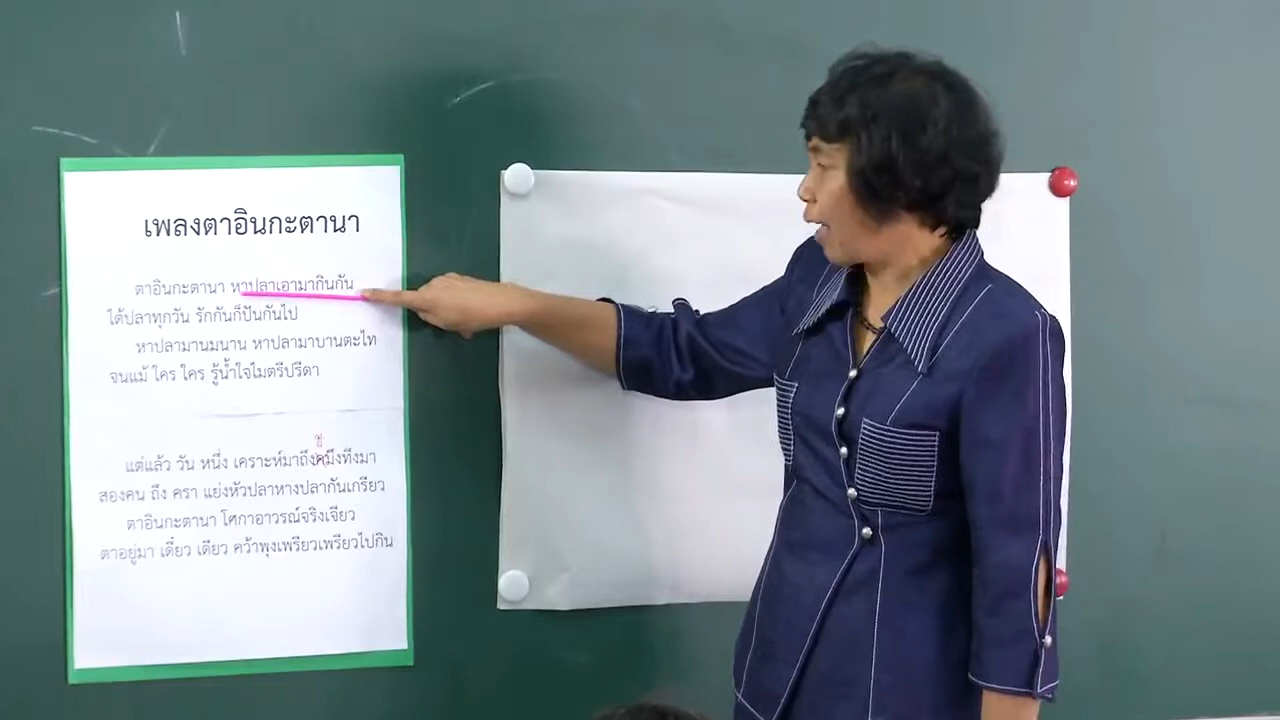 เพลงตาอินกะตานา
ตาอินกะตานา หาปลาเอามากินกัน
ได้ปลาทุกวัน รักกันก็ปันกันไป
หาปลามานมนาน หาปลามาบานตะไท
จนแม้ ใคร ใคร รู้น้ำใจไมตรีปรีดา
แต่แล้ว วัน หนึ่ง เคราะห์มาถึงคมึงทึงมา
สองคน ถึง ครา แย่งหัวปลาหางปลากันเกรียว
ตาอินกะตานา โศกาอาวรณ์จริงเจียว
ตาอยู่มา เดี๋ยว เดียว คว้าพุงเพรียวเพรียวไปกิน